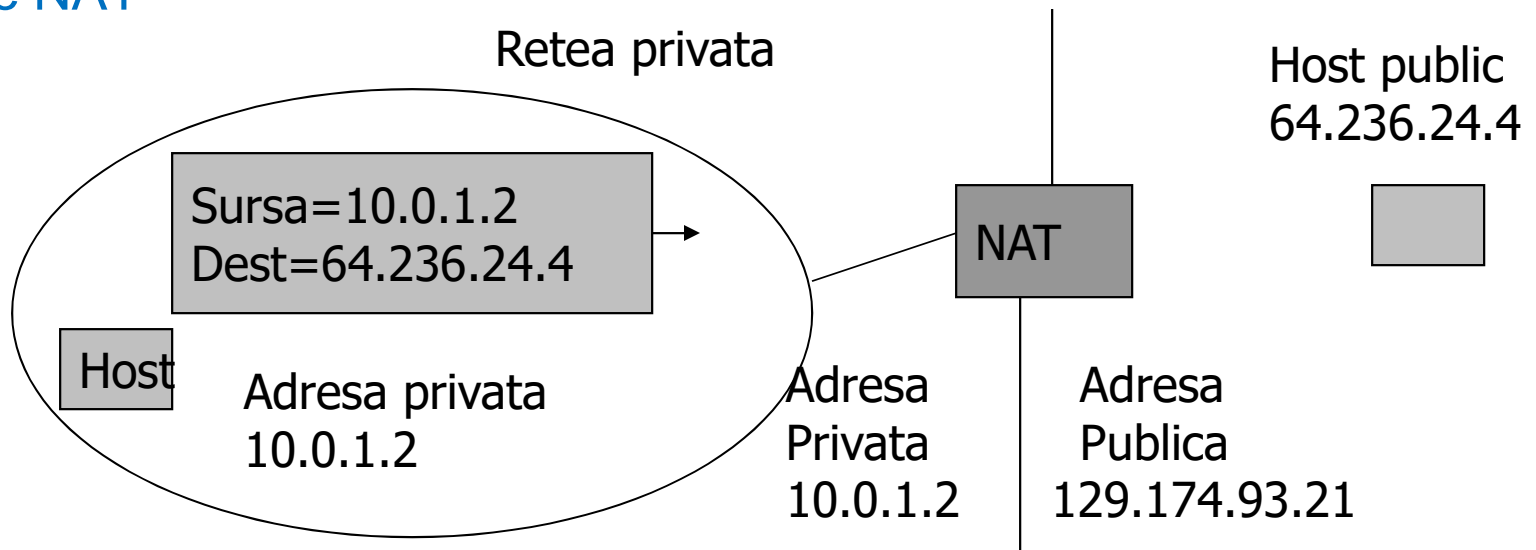 NAT
Retea privata
Host public
64.236.24.4
Sursa=10.0.1.2
Dest=64.236.24.4
NAT
Host
Adresa privata
10.0.1.2
Adresa
Privata
10.0.1.2
Adresa
Publica
129.174.93.21